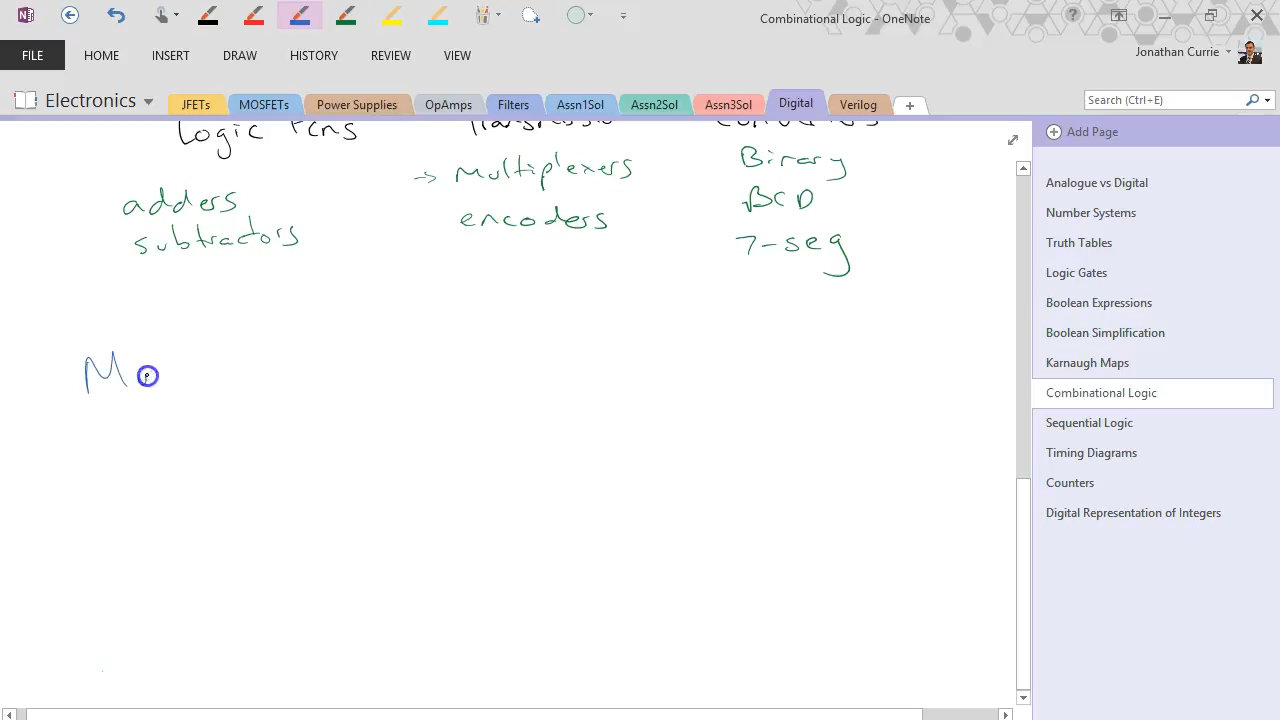 Combinational Logic - OneNote
?
Jonathan Currie
FILE HOME INSERT DRAW HISTORY REVIEW VIEW
Electronics
JFETs MOSFETs Power Supplies OpAmps Filters Assn1Sol Assn2Sol Assn3Sol Digital Verilog +
Search (Ctrl+E)
Add Page
Analogue vs Digital
Number Systems
Truth Tables
Logic Gates
Boolean Expressions
Boolean Simplification
Karnaugh Maps
Combinational Logic
Sequential Logic
Timing Diagrams
Counters
Digital Representation of Integers
Logic Fcns
adders
subtractors
→ Multiplexers
encoders
Binary
BCD
7-seg
M